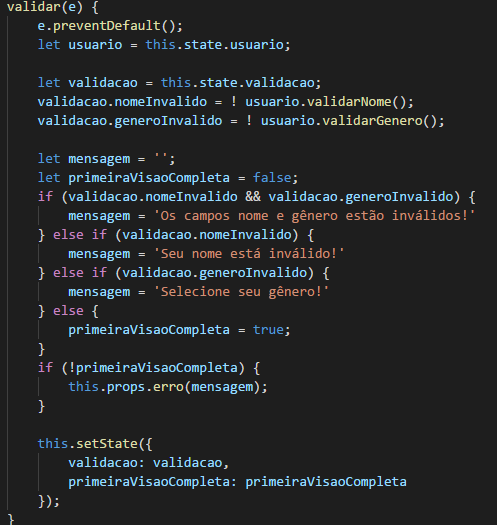 validar(e) {
    e.preventDefault();
    let usuario = this.state.usuario;

    let validacao = this.state.validacao;
    validacao.nomeInvalido = ! usuario.validarNome();
    validacao.generoInvalido = ! usuario.validarGenero();

    let mensagem = '';
    let primeiraVisaoCompleta = false;
    if (validacao.nomeInvalido && validacao.generoInvalido) {
        mensagem = 'Os campos nome e gênero estão inválidos!'
    } else if (validacao.nomeInvalido) {
        mensagem = 'Seu nome está inválido!'
    } else if (validacao.generoInvalido) {
        mensagem = 'Selecione seu gênero!'
    } else {
        primeiraVisaoCompleta = true;
    }
    if (!primeiraVisaoCompleta) {
        this.props.erro(mensagem);
    }

    this.setState({
        validacao: validacao,
        primeiraVisaoCompleta: primeiraVisaoCompleta
    });
}